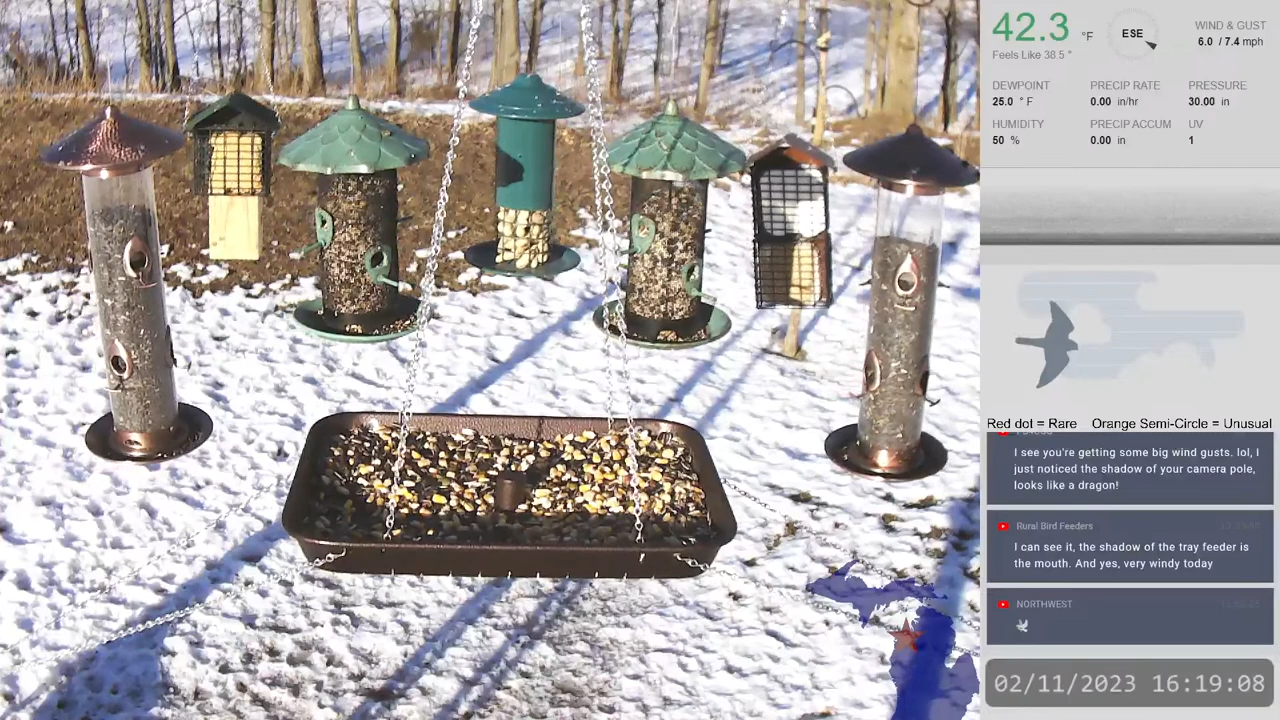 42.3 °F
Feels Like 38.5 °
ESE
WIND & GUST
6.0 / 7.4 mph
DEWPOINT
25.0 ° F
PRECIP RATE
0.00 in/hr
PRESSURE
30.00 in
HUMIDITY
50 %
PRECIP ACCUM
0.00 in
UV
1
Red dot = Rare Orange Semi-Circle = Unusual
I see you're getting some big wind gusts. lol, I
just noticed the shadow of your camera pole,
looks like a dragon!
Rural Bird Feeders
I can see it, the shadow of the tray feeder is
the mouth. And yes, very windy today
NORTHWEST
02/11/2023 16:19:08